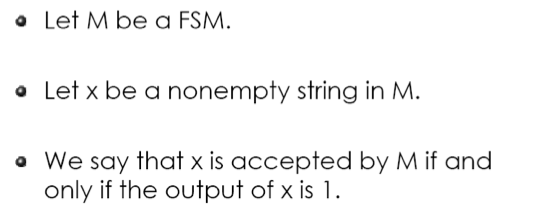 • Let M be a FSM.
• Let x be a nonempty string in M.
• We say that x is accepted by M if and
only if the output of x is 1.